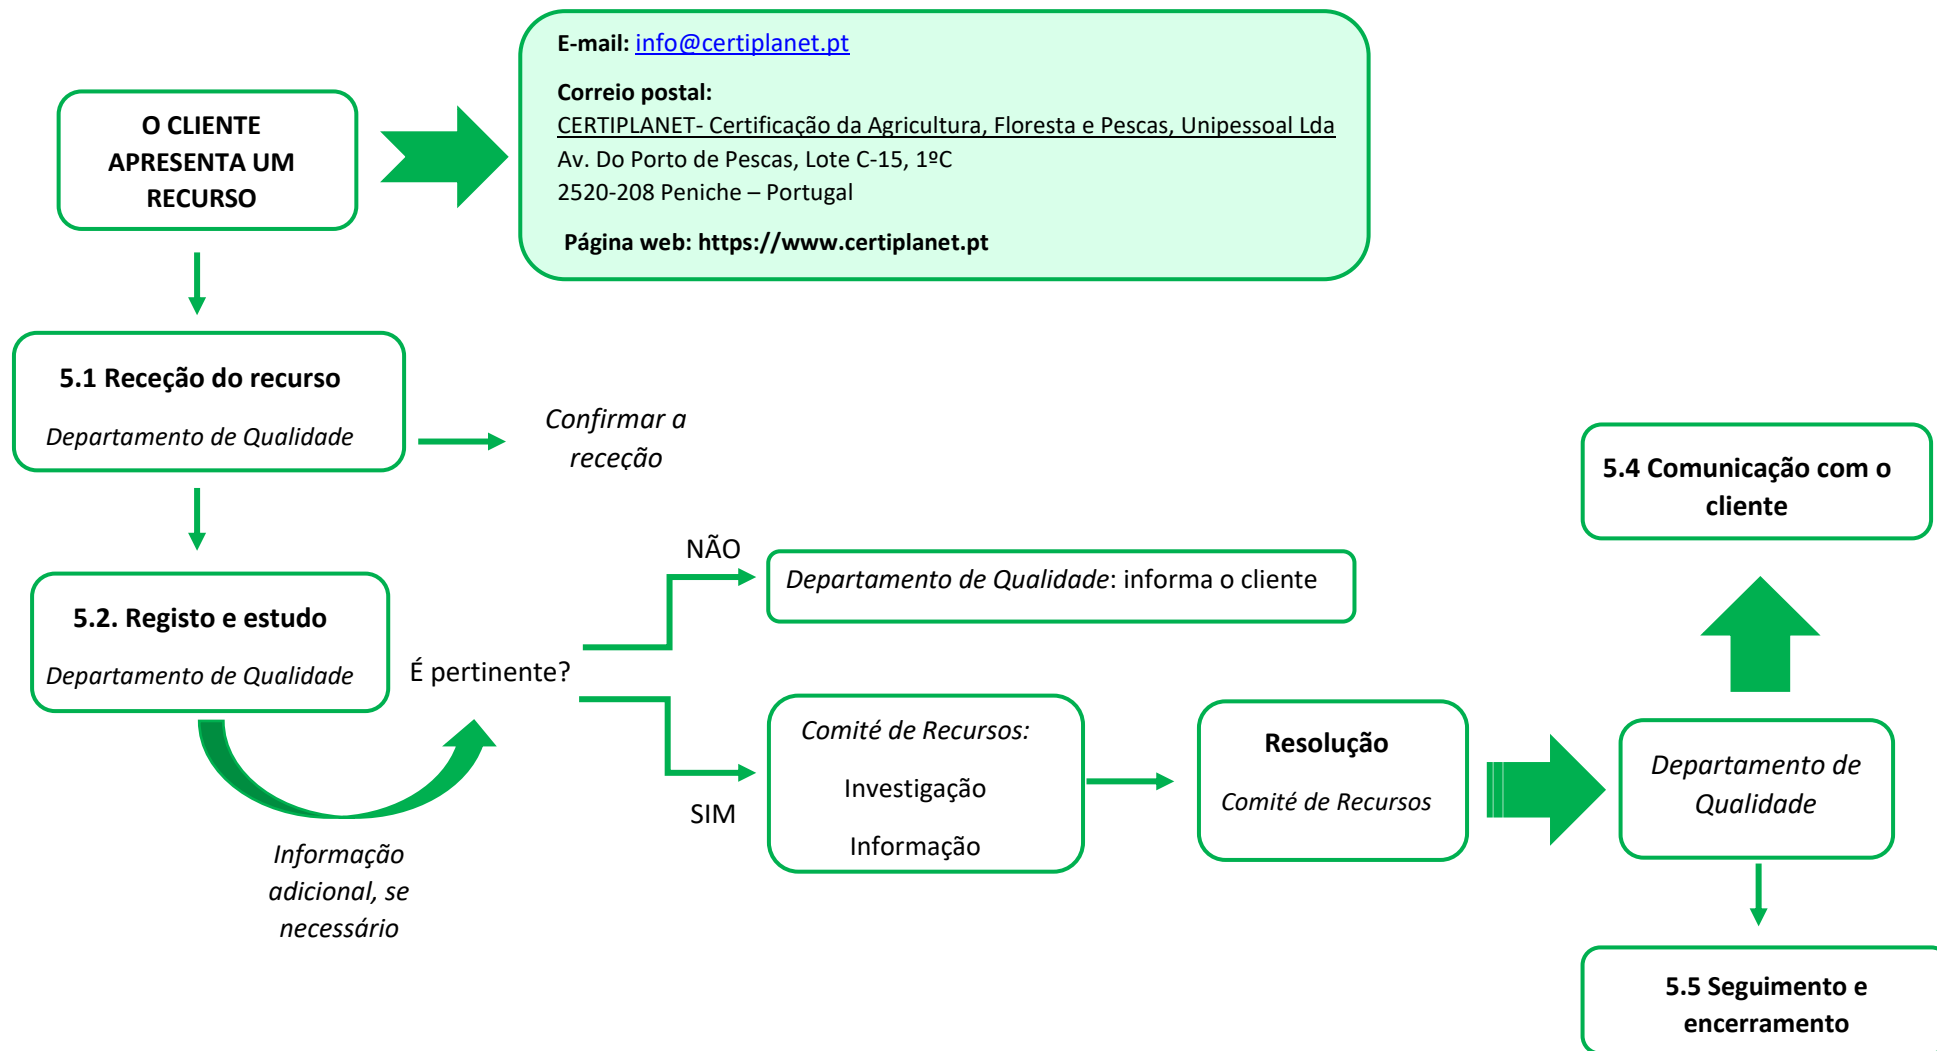 E-mail: info@certiplanet.pt
Correio postal:
CERTIPLANET- Certificação da Agricultura, Floresta e Pescas, Unipessoal Lda
Av. Do Porto de Pescas, Lote C-15, 1ºC
2520-208 Peniche – Portugal
Página web: https://www.certiplanet.pt
O CLIENTE
APRESENTA UM
RECURSO
5.1 Receção do recurso
Departamento de Qualidade
Confirmar a
receção
5.2. Registo e estudo
Departamento de Qualidade
É pertinente?
Informação
adicional, se
necessário
NÃO
Departamento de Qualidade: informa o cliente
SIM
Comité de Recursos:
Investigação
Informação
Resolução
Comité de Recursos
Departamento de
Qualidade
5.4 Comunicação com o
cliente
5.5 Seguimento e
encerramento